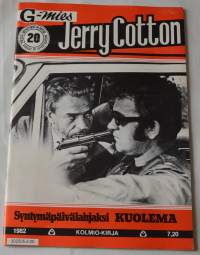 G-mies
Jerry Cotton
20
Syntymäpäivälahjaksi KUOLEMA
1982 KOLMIO-KIRJA 7,20